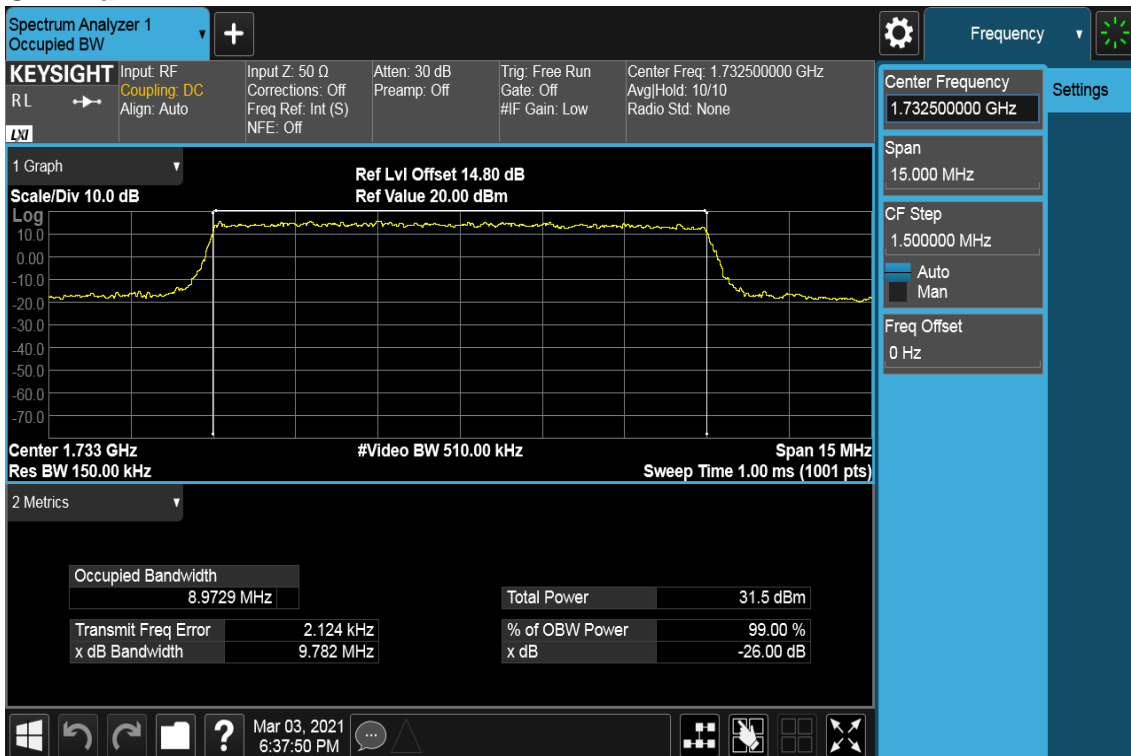 Spectrum Analyzer 1
Occupied BW
+
Frequency
KEYSIGHT
RL
LXI
Input: RF
Coupling: DC
Align: Auto
Input Z: 50 Ω
Corrections: Off
Freq Ref: Int (S)
NFE: Off
Atten: 30 dB
Preamp: Off
Trig: Free Run
Gate: Off
#IF Gain: Low
Center Freq: 1.732500000 GHz
Avg|Hold: 10/10
Radio Std: None
Center Frequency
1.732500000 GHz
Settings
Span
15.000 MHz
CF Step
1.500000 MHz
Auto
Man
Freq Offset
0 Hz
1 Graph
Scale/Div 10.0 dB
Ref Lvl Offset 14.80 dB
Ref Value 20.00 dBm
Log
10.0
0.00
-10.0
-20.0
-30.0
-40.0
-50.0
-60.0
-70.0
Center 1.733 GHz
#Video BW 510.00 kHz
Span 15 MHz
Res BW 150.00 kHz
Sweep Time 1.00 ms (1001 pts)
2 Metrics
Occupied Bandwidth
8.9729 MHz
Total Power 31.5 dBm
Transmit Freq Error 2.124 kHz
% of OBW Power 99.00 %
x dB Bandwidth 9.782 MHz
x dB -26.00 dB
?
Mar 03, 2021
6:37:50 PM